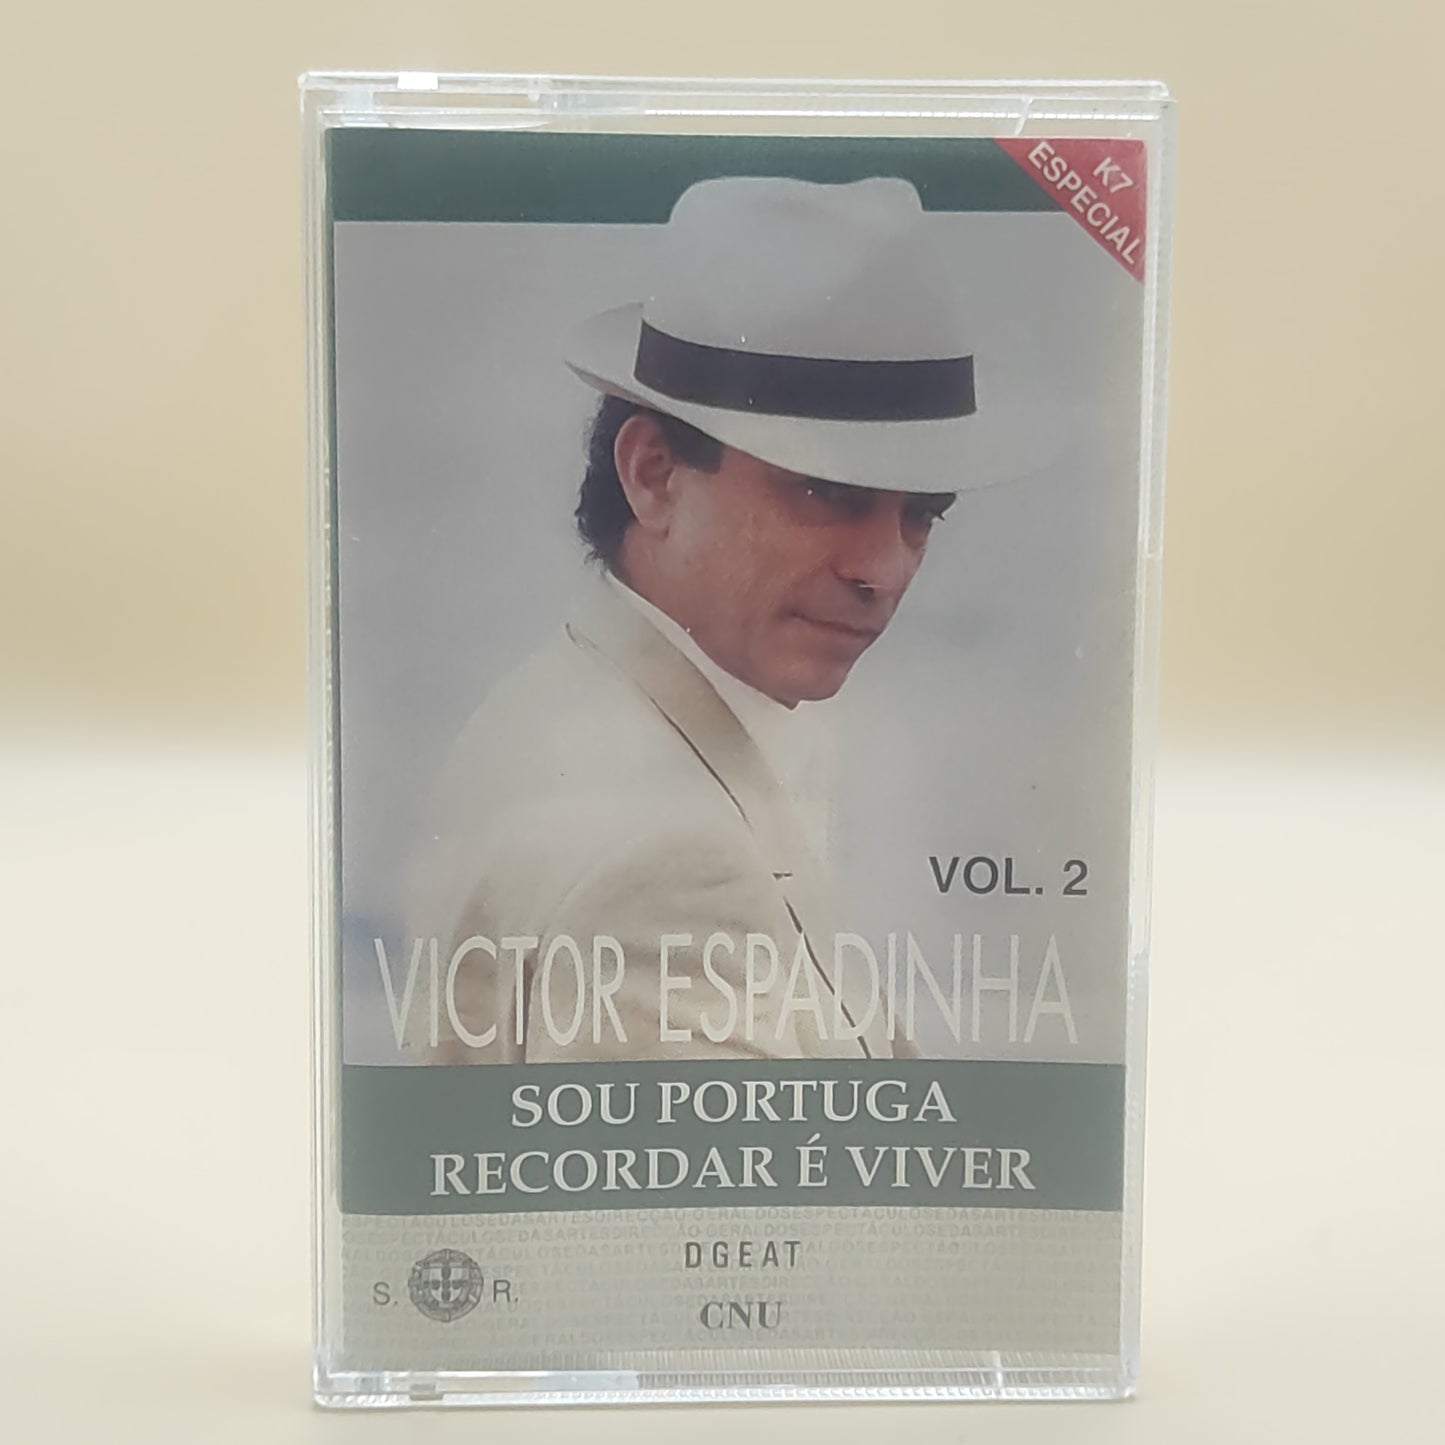 K7
ESPECIAL
VOL. 2
VICTOR ESPADINHA
SOU PORTUGA
RECORDAR É VIVER
DGEAT
S. R.
CNU